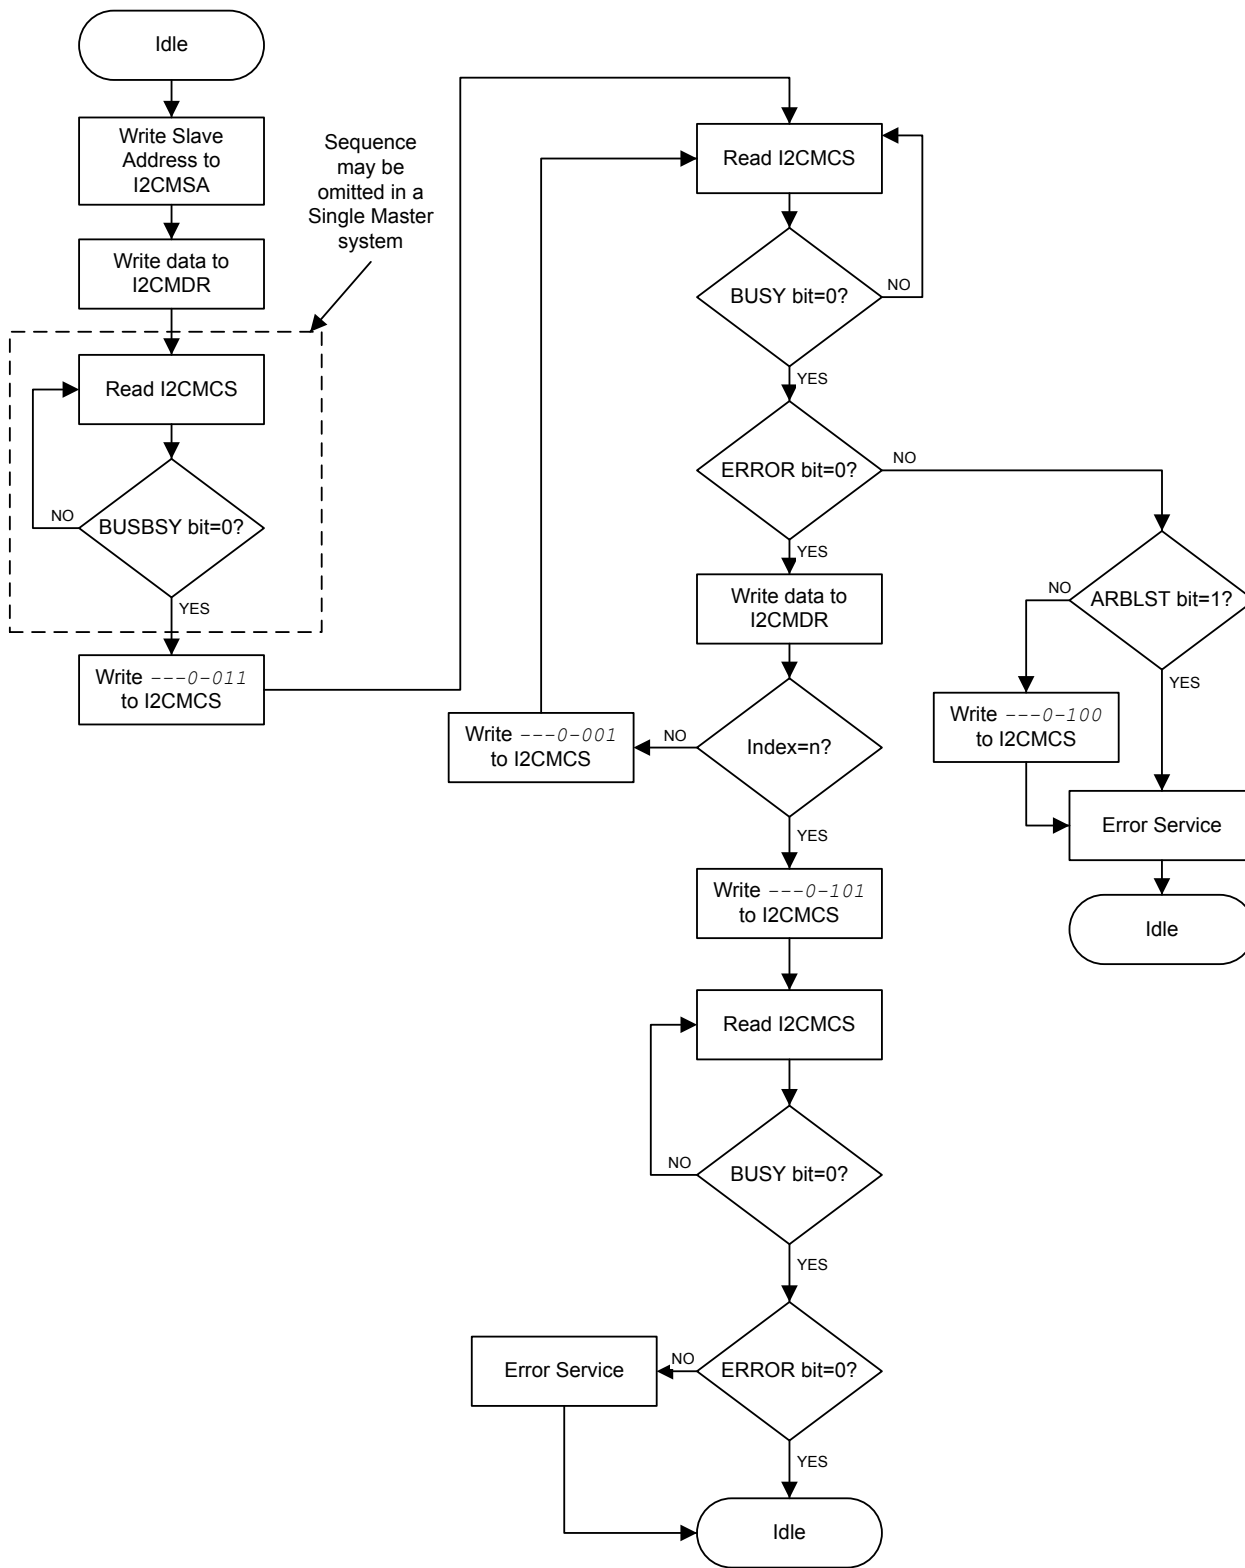 Idle
Write Slave
Address to
I2CMSA
Write data to
I2CMDR
Sequence
may be
omitted in a
Single Master
system
Read I2CMCS
BUSBSY bit=0?
NO
YES
Write ---0-011
to I2CMCS
Read I2CMCS
BUSY bit=0?
NO
YES
ERROR bit=0?
NO
YES
Write data to
I2CMDR
Index=n?
NO
Write ---0-001
to I2CMCS
YES
ARBLST bit=1?
NO
YES
Write ---0-100
to I2CMCS
Error Service
Idle
Write ---0-101
to I2CMCS
Read I2CMCS
BUSY bit=0?
NO
YES
ERROR bit=0?
NO
Error Service
YES
Idle